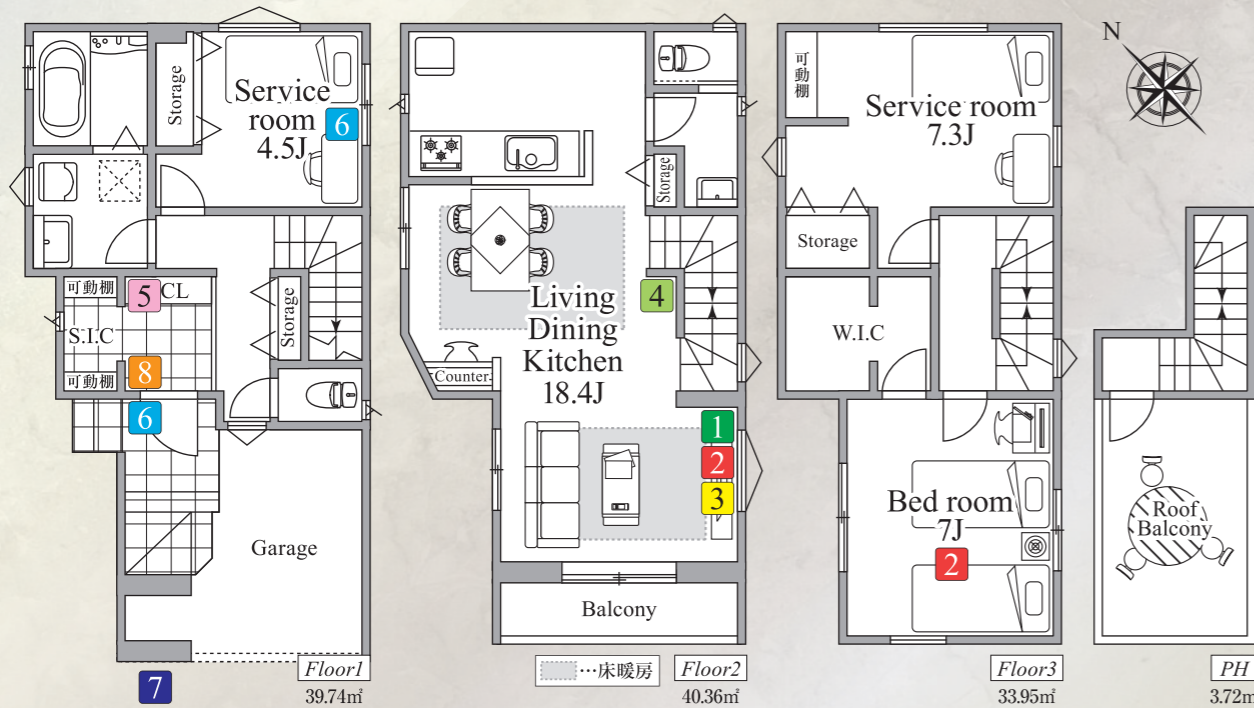 Storage
Service
room
4.5J
6
可動棚
5
CL
S.I.C
8
可動棚
6
Storage
Garage
7
Floor1
39.74㎡
Storage
Living
Dining
Kitchen
18.4J
4
Counter
1
2
3
Balcony
…床暖房
Floor2
40.36㎡
可動棚
Service room
7.3J
Storage
W.I.C
Bed room
7J
2
Floor3
33.95㎡
N
Roof
Balcony
PH
3.72㎡